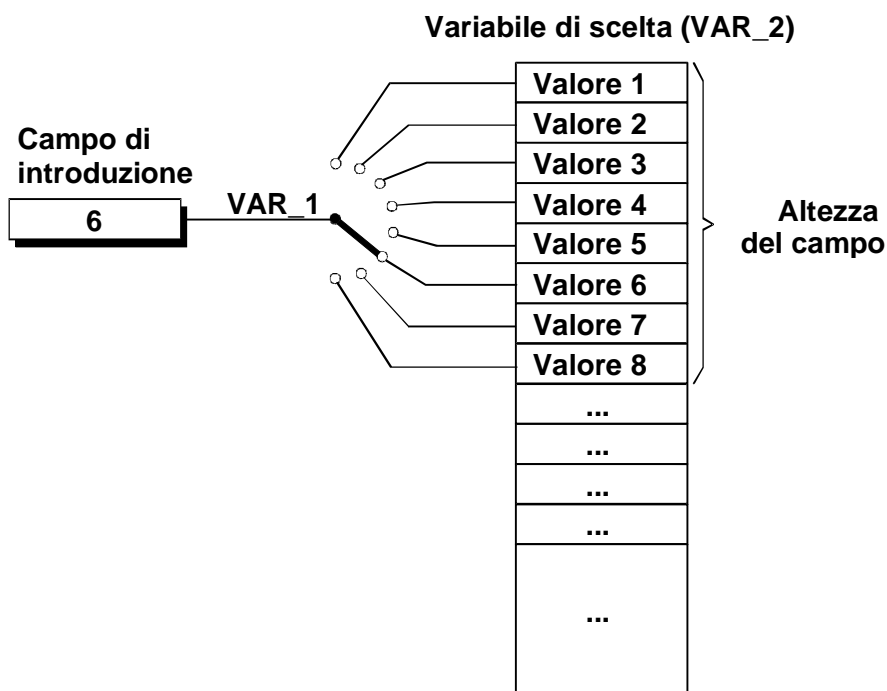 Variabile di scelta (VAR_2)
Campo di
introduzione
6
VAR_1
Valore 1
Valore 2
Valore 3
Valore 4
Valore 5
Valore 6
Valore 7
Valore 8
...
...
...
...
...
Altezza
del campo